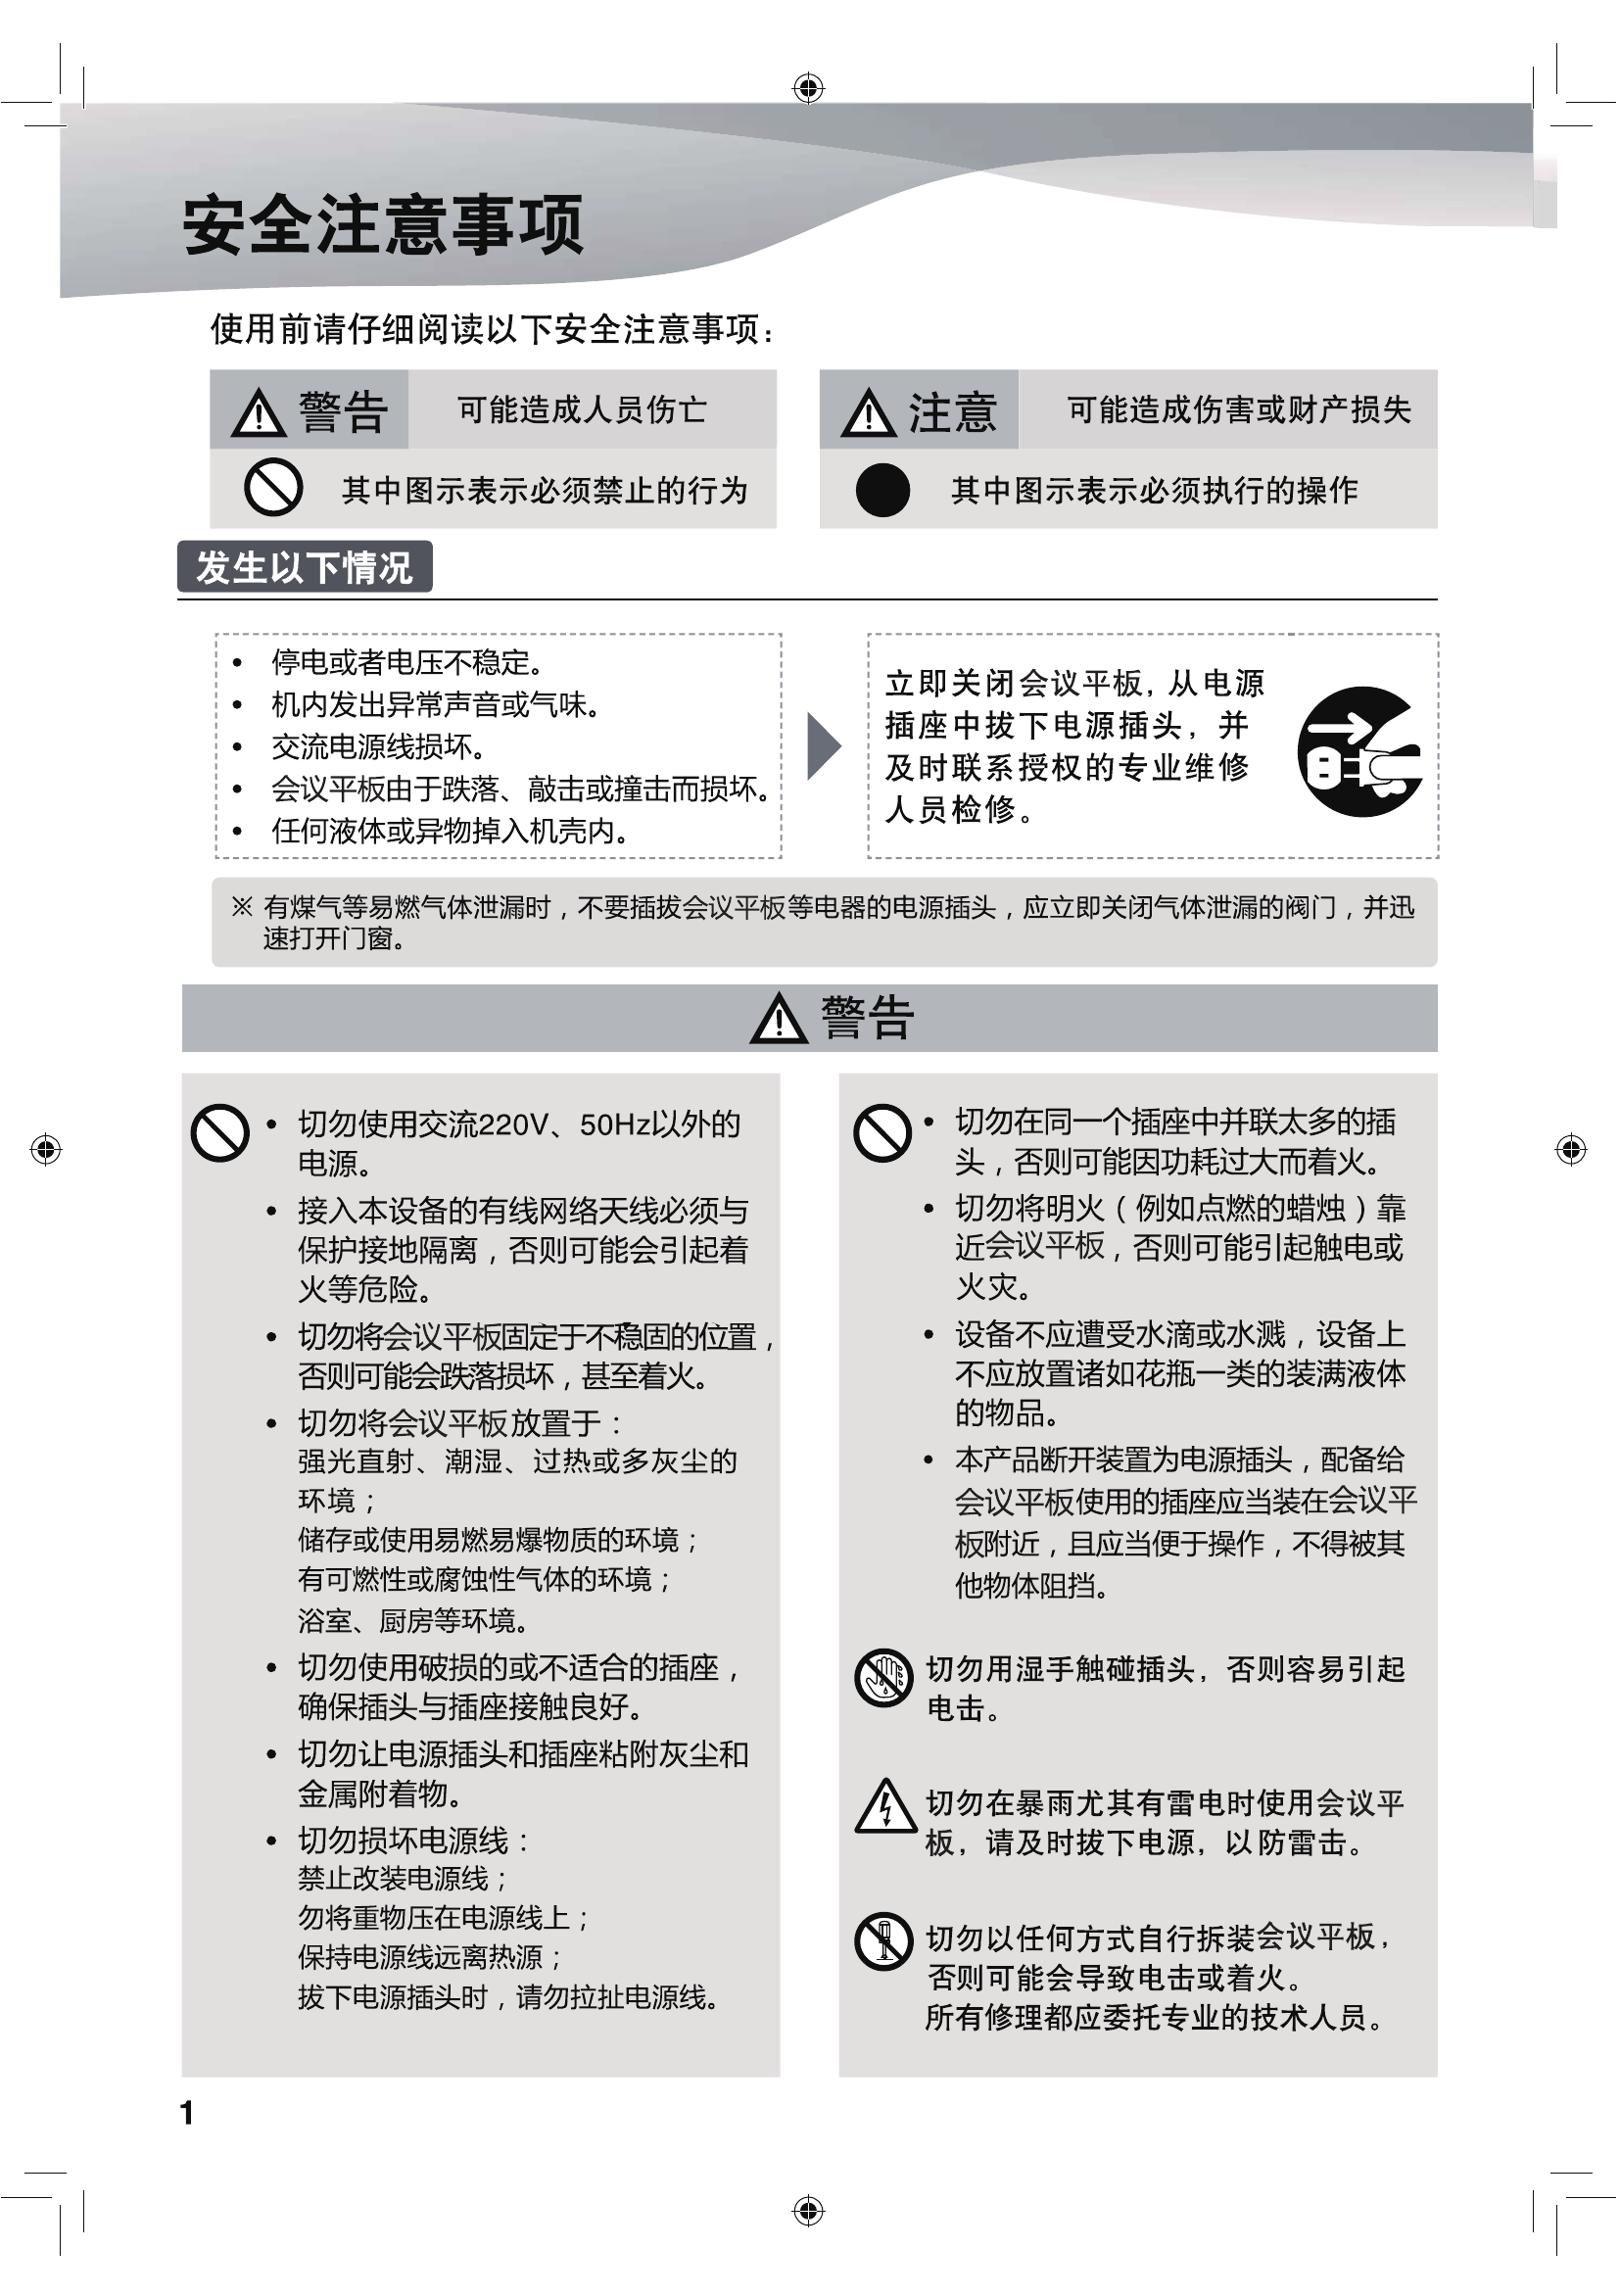 安全注意事项
使用前请仔细阅读以下安全注意事项：
警告 可能造成人员伤亡
其中图示表示必须禁止的行为
注意 可能造成伤害或财产损失
其中图示表示必须执行的操作
发生以下情况
• 停电或者电压不稳定。
• 机内发出异常声音或气味。
• 交流电源线损坏。
• 会议平板由于跌落、敲击或撞击而损坏。
• 任何液体或异物掉入机壳内。
立即关闭会议平板，从电源
插座中拔下电源插头，并
及时联系授权的专业维修
人员检修。
※ 有煤气等易燃气体泄漏时，不要插拔会议平板等电器的电源插头，应立即关闭气体泄漏的阀门，并迅
速打开门窗。
警告
• 切勿使用交流220V、50Hz以外的
电源。
• 接入本设备的有线网络天线必须与
保护接地隔离，否则可能会引起着
火等危险。
• 切勿将会议平板固定于不稳固的位置，
否则可能会跌落损坏，甚至着火。
• 切勿将会议平板放置于：
强光直射、潮湿、过热或多灰尘的
环境；
储存或使用易燃易爆物质的环境；
有可燃性或腐蚀性气体的环境；
浴室、厨房等环境。
• 切勿使用破损的或不适合的插座，
确保插头与插座接触良好。
• 切勿让电源插头和插座粘附灰尘和
金属附着物。
• 切勿损坏电源线：
禁止改装电源线；
勿将重物压在电源线上；
保持电源线远离热源；
拔下电源插头时，请勿拉扯电源线。
• 切勿在同一个插座中并联太多的插
头，否则可能因功耗过大而着火。
• 切勿将明火（例如点燃的蜡烛）靠
近会议平板，否则可能引起触电或
火灾。
• 设备不应遭受水滴或水溅，设备上
不应放置诸如花瓶一类的装满液体
的物品。
• 本产品断开装置为电源插头，配备给
会议平板使用的插座应当装在会议平
板附近，且应当便于操作，不得被其
他物体阻挡。
切勿用湿手触碰插头，否则容易引起
电击。
切勿在暴雨尤其有雷电时使用会议平
板，请及时拔下电源，以防雷击。
切勿以任何方式自行拆装会议平板，
否则可能会导致电击或着火。
所有修理都应委托专业的技术人员。
1